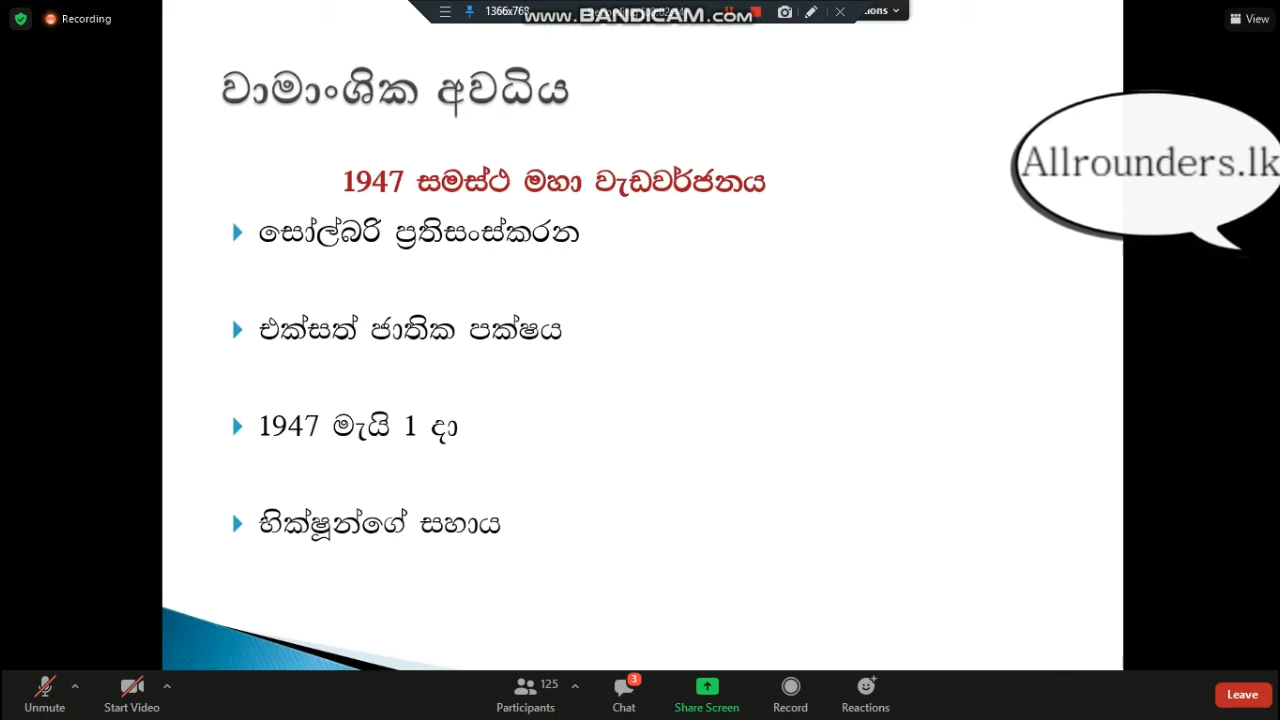 Recording
1366x768
www.BANDICAM.com
ions
View
වාමාංශික අවධිය
Allrounders.lk
1947 සමස්ථ මහා වැඩවර්ජනය
සෝල්බරි ප්‍රතිසංස්කරන
එක්සත් ජාතික පක්ෂය
1947 මැයි 1 දා
භික්ෂූන්ගේ සහාය
Unmute
Start Video
125
Participants
3
Chat
Share Screen
Record
Reactions
Leave